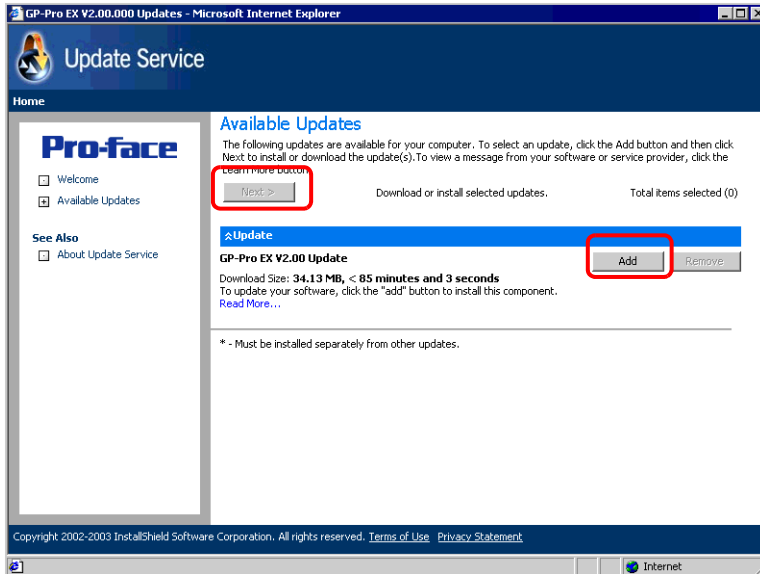 GP-Pro EX V2.00.000 Updates - Microsoft Internet Explorer
Update Service
Home
Pro-face
Welcome
Available Updates
See Also
About Update Service
Available Updates
The following updates are available for your computer. To select an update, click the Add button and then click
Next to install or download the update(s).To view a message from your software or service provider, click the
Learn More button
Next >
Download or install selected updates.
Total items selected (0)
Update
GP-Pro EX V2.00 Update
Add
Remove
Download Size: 34.13 MB, < 85 minutes and 3 seconds
To update your software, click the "add" button to install this component.
Read More...
* - Must be installed separately from other updates.
Copyright 2002-2003 InstallShield Software Corporation. All rights reserved. Terms of Use Privacy Statement
Internet